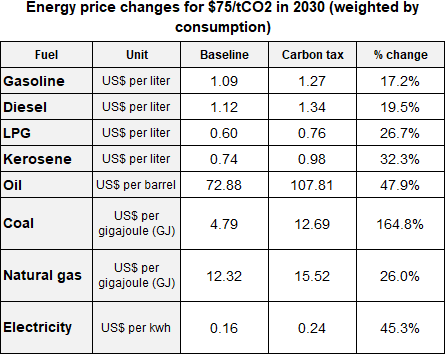 Energy price changes for $75/tCO2 in 2030 (weighted by
consumption)
Fuel Unit Baseline Carbon tax % change
Gasoline US$ per liter 1.09 1.27 17.2%
Diesel US$ per liter 1.12 1.34 19.5%
LPG US$ per liter 0.60 0.76 26.7%
Kerosene US$ per liter 0.74 0.98 32.3%
Oil US$ per barrel 72.88 107.81 47.9%
Coal US$ per
gigajoule (GJ) 4.79 12.69 164.8%
Natural gas US$ per
gigajoule (GJ) 12.32 15.52 26.0%
Electricity US$ per kwh 0.16 0.24 45.3%